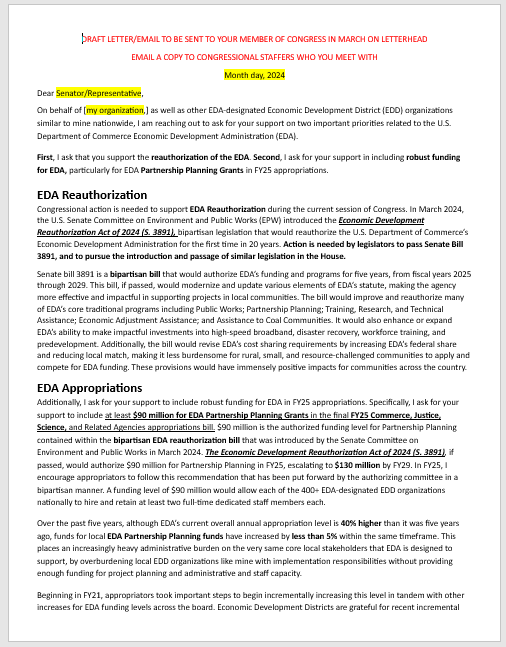 DRAFT LETTER/EMAIL TO BE SENT TO YOUR MEMBER OF CONGRESS IN MARCH ON LETTERHEAD
EMAIL A COPY TO CONGRESSIONAL STAFFERS WHO YOU MEET WITH
Month day, 2024
Dear Senator/Representative,
On behalf of [my organization,] as well as other EDA-designated Economic Development District (EDD) organizations
similar to mine nationwide, I am reaching out to ask for your support on two important priorities related to the U.S.
Department of Commerce Economic Development Administration (EDA).
First, I ask that you support the reauthorization of the EDA. Second, I ask for your support in including robust funding
for EDA, particularly for EDA Partnership Planning Grants in FY25 appropriations.
EDA Reauthorization
Congressional action is needed to support EDA Reauthorization during the current session of Congress. In March 2024,
the U.S. Senate Committee on Environment and Public Works (EPW) introduced the Economic Development
Reauthorization Act of 2024 (S. 3891), bipartisan legislation that would reauthorize the U.S. Department of Commerce's
Economic Development Administration for the first time in 20 years. Action is needed by legislators to pass Senate Bill
3891, and to pursue the introduction and passage of similar legislation in the House.
Senate bill 3891 is a bipartisan bill that would authorize EDA's funding and programs for five years, from fiscal years 2025
through 2029. This bill, if passed, would modernize and update various elements of EDA's statute, making the agency
more effective and impactful in supporting projects in local communities. The bill would improve and reauthorize many
of EDA's core traditional programs including Public Works; Partnership Planning; Training, Research, and Technical
Assistance; Economic Adjustment Assistance; and Assistance to Coal Communities. It would also enhance or expand
EDA's ability to make impactful investments into high-speed broadband, disaster recovery, workforce training, and
predevelopment. Additionally, the bill would revise EDA's cost sharing requirements by increasing EDA's federal share
and reducing local match, making it less burdensome for rural, small, and resource-challenged communities to apply and
compete for EDA funding. These provisions would have immensely positive impacts for communities across the country.
EDA Appropriations
Additionally, I ask for your support to include robust funding for EDA in FY25 appropriations. Specifically, I ask for your
support to include at least $90 million for EDA Partnership Planning Grants in the final FY25 Commerce, Justice,
Science, and Related Agencies appropriations bill. $90 million is the authorized funding level for Partnership Planning
contained within the bipartisan EDA reauthorization bill that was introduced by the Senate Committee on
Environment and Public Works in March 2024. The Economic Development Reauthorization Act of 2024 (S. 3891), if
passed, would authorize $90 million for Partnership Planning in FY25, escalating to $130 million by FY29. In FY25, I
encourage appropriators to follow this recommendation that has been put forward by the authorizing committee in a
bipartisan manner. A funding level of $90 million would allow each of the 400+ EDA-designated EDD organizations
nationally to hire and retain at least two full-time dedicated staff members each.
Over the past five years, although EDA's current overall annual appropriation level is 40% higher than it was five years
ago, funds for local EDA Partnership Planning funds have increased by less than 5% within the same timeframe. This
places an increasingly heavy administrative burden on the very same core local stakeholders that EDA is designed to
support, by overburdening local EDD organizations like mine with implementation responsibilities without providing
enough funding for project planning and administrative and staff capacity.
Beginning in FY21, appropriators took important steps to begin incrementally increasing this level in tandem with other
increases for EDA funding levels across the board. Economic Development Districts are grateful for recent incremental